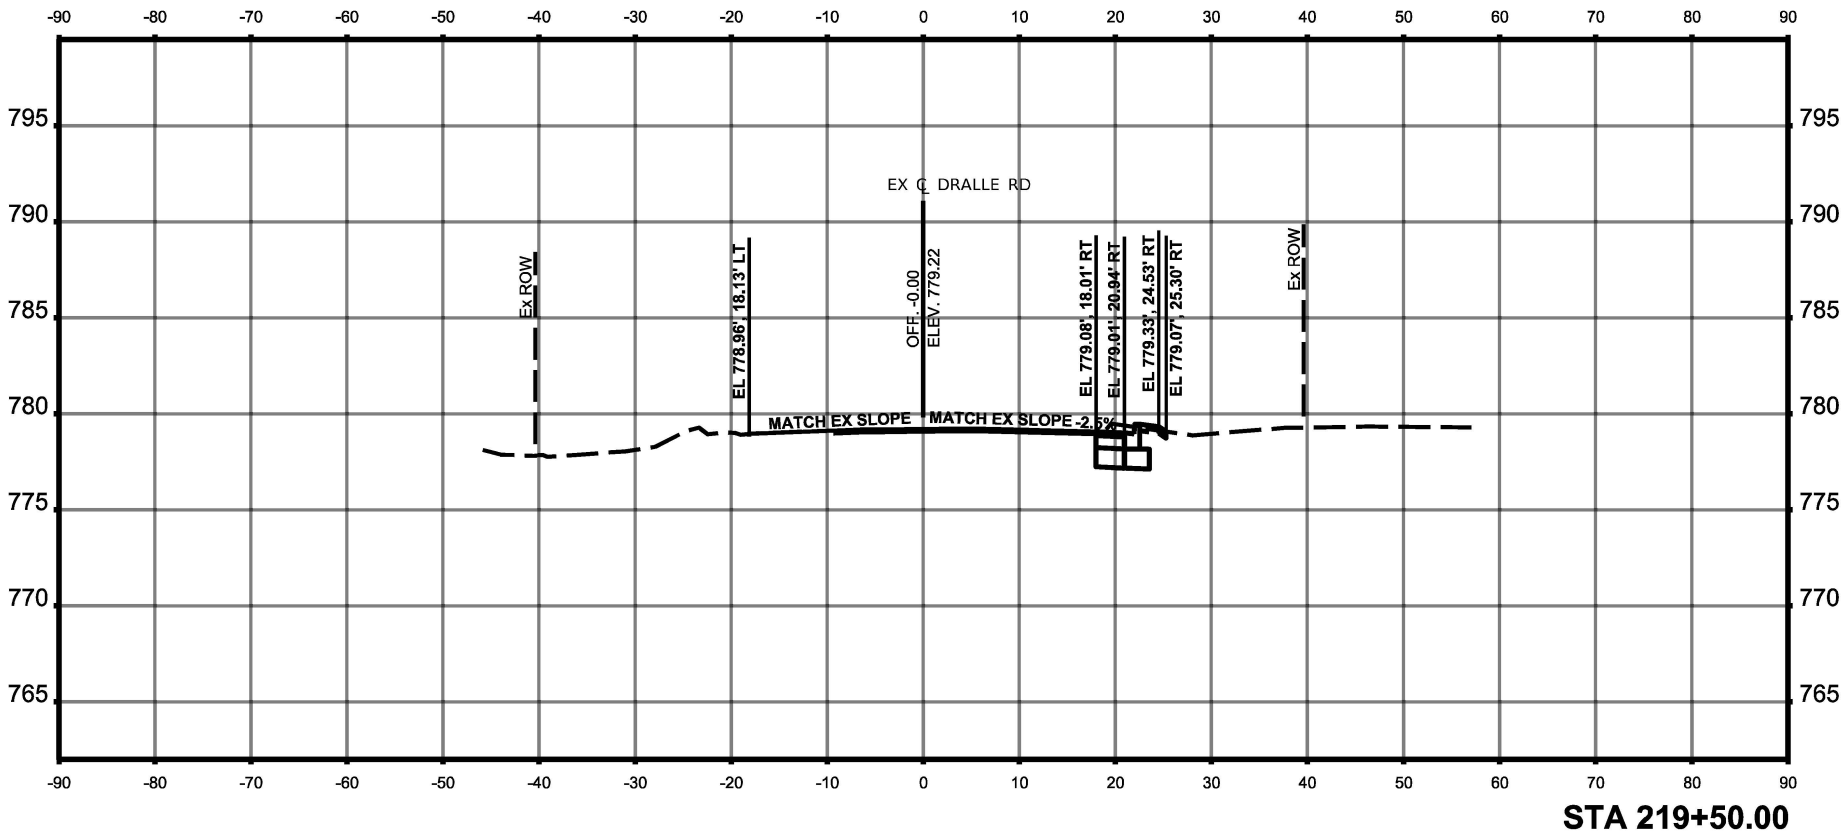 -90 -80 -70 -60 -50 -40 -30 -20 -10 0 10 20 30 40 50 60 70 80 90
795 795
EX ℄ DRALLE RD
790 790
Ex ROW
EL 778.96', 18.13' LT
OFF. -0.00
ELEV. 779.22
EL 779.08', 18.01' RT
EL 779.01', 20.94' RT
EL 779.33', 24.53' RT
EL 779.07', 25.30' RT
Ex ROW
785 785
780 780
MATCH EX SLOPE MATCH EX SLOPE -2.5%
775 775
770 770
765 765
-90 -80 -70 -60 -50 -40 -30 -20 -10 0 10 20 30 40 50 60 70 80 90
STA 219+50.00